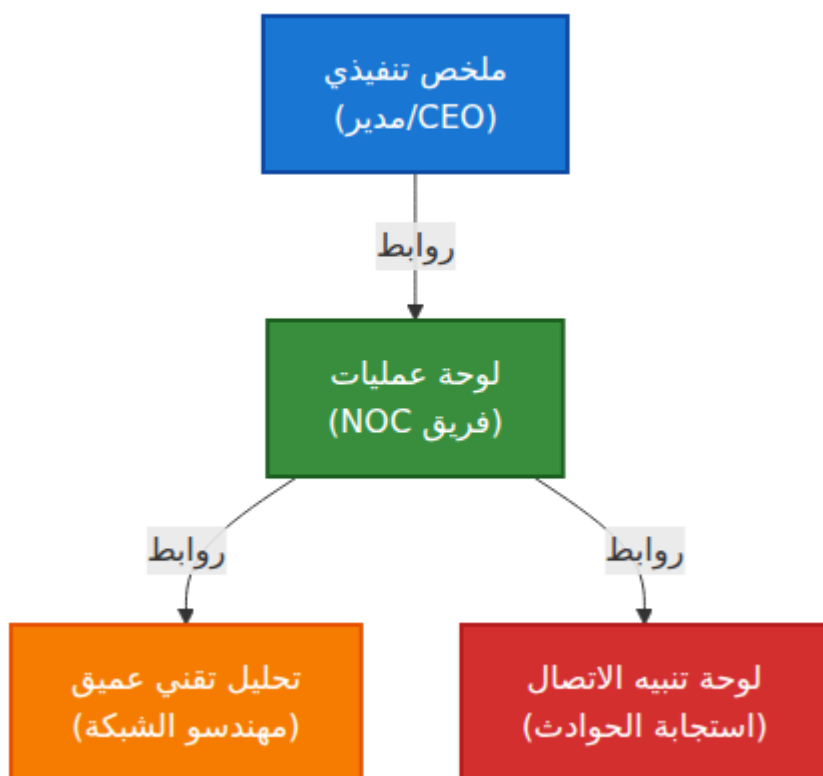 ملخص تنفيذي
(CEO/مدير)
روابط
لوحة عمليات
(فريق NOC)
روابط
روابط
تحليل تقني عميق
(مهندسو الشبكة)
لوحة تنبيه الاتصال
(استجابة الحوادث)